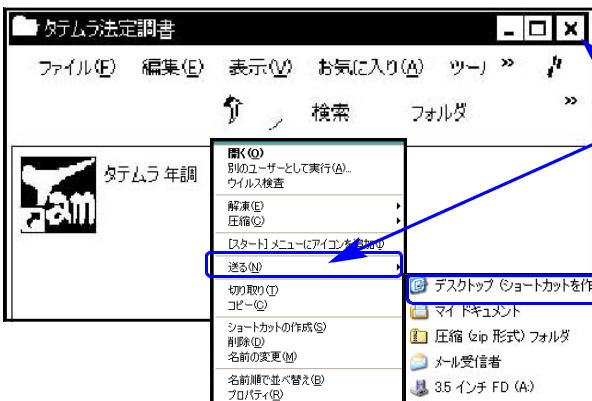 タテムラ法定調書
ファイル(F) 編集(E) 表示(V) お気に入り(A) ツー »
検索 フォルダ »
タテムラ 年調
Tam
開く(O)
別のユーザーとして実行(A)...
ウイルス検査
解凍(E)
圧縮(C)
[スタート] メニューにアイコンを追加(I)
送る(N)
切り取り(T)
コピー(C)
ショートカットの作成(S)
削除(D)
名前の変更(M)
名前順で並べ替え(B)
プロパティ(R)
デスクトップ (ショートカットを作
マイ ドキュメント
圧縮 (zip 形式) フォルダ
メール受信者
3.5 インチ FD (A:)